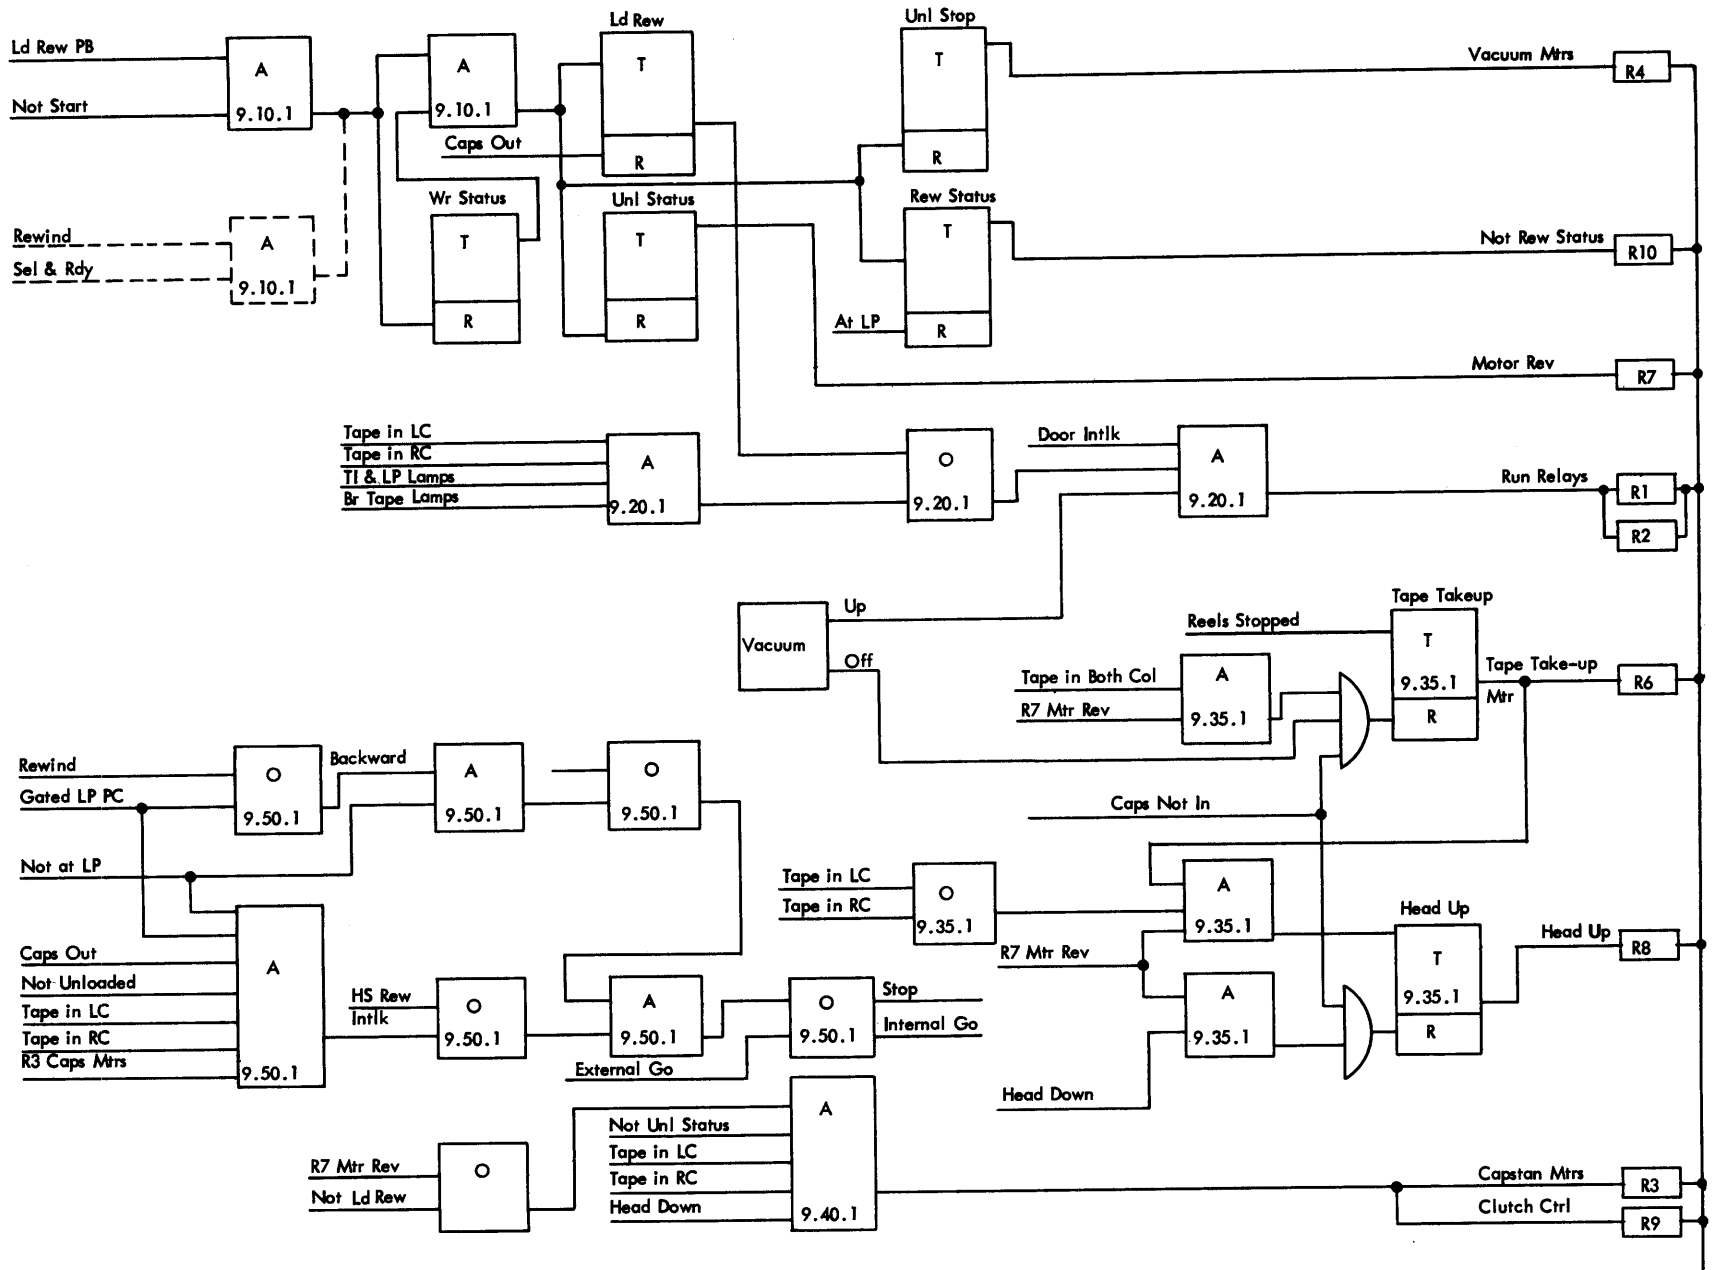 Ld Rew PB
Not Start
A
9.10.1
A
9.10.1
Ld Rew
T
R
Caps Out
Unl Stop
T
R
Vacuum Mtrs
R4
Rewind
Sel & Rdy
A
9.10.1
Wr Status
T
R
Unl Status
T
R
Rew Status
T
R
At LP
Not Rew Status
R10
Motor Rev
R7
Tape in LC
Tape in RC
TI & LP Lamps
Br Tape Lamps
A
9.20.1
O
9.20.1
Door Intlk
A
9.20.1
Run Relays
R1
R2
Vacuum
Up
Off
Reels Stopped
Tape in Both Col
R7 Mtr Rev
A
9.35.1
Tape Takeup
T
9.35.1
R
Tape Take-up
Mtr
R6
Rewind
Gated LP PC
O
9.50.1
Backward
A
9.50.1
O
9.50.1
Caps Not In
Not at LP
Tape in LC
Tape in RC
O
9.35.1
A
9.35.1
R7 Mtr Rev
A
9.35.1
Head Down
Head Up
T
9.35.1
R
Head Up
R8
Caps Out
Not Unloaded
Tape in LC
Tape in RC
R3 Caps Mtrs
A
9.50.1
HS Rew
Intlk
O
9.50.1
A
9.50.1
External Go
O
9.50.1
Stop
Internal Go
R7 Mtr Rev
Not Ld Rew
O
Not Unl Status
Tape in LC
Tape in RC
Head Down
A
9.40.1
Capstan Mtrs
R3
Clutch Ctrl
R9